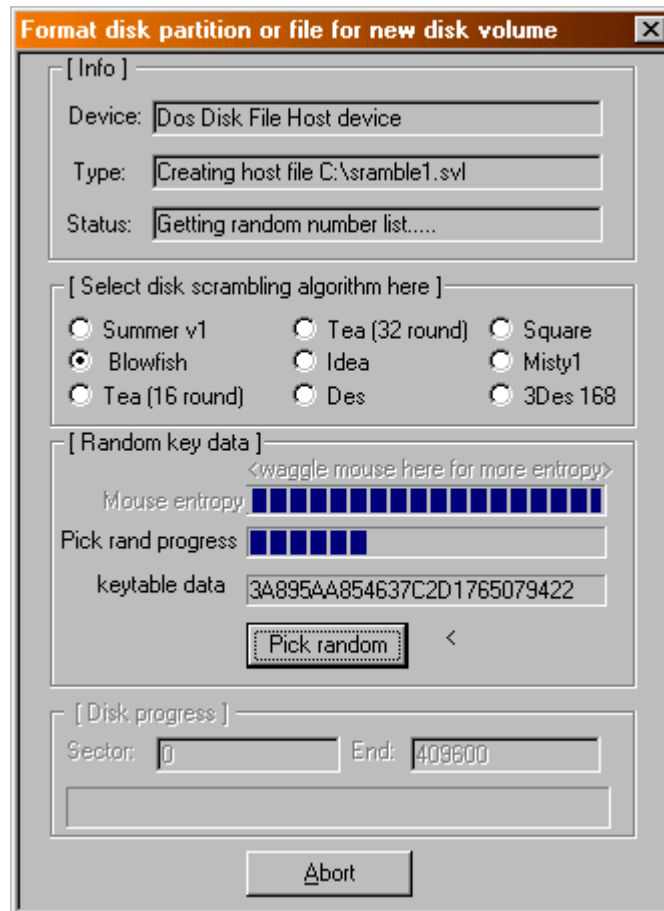 Format disk partition or file for new disk volume
[ Info ]
Device: Dos Disk File Host device
Type: Creating host file C:\sramble1.svl
Status: Getting random number list.....
[ Select disk scrambling algorithm here ]
Summer v1 Tea (32 round) Square
Blowfish Idea Misty1
Tea (16 round) Des 3Des 168
[ Random key data ]
<waggle mouse here for more entropy>
Mouse entropy
Pick rand progress
keytable data 3A895AA854637C2D1765079422
Pick random <
[ Disk progress ]
Sector: 0 End: 409600
Abort